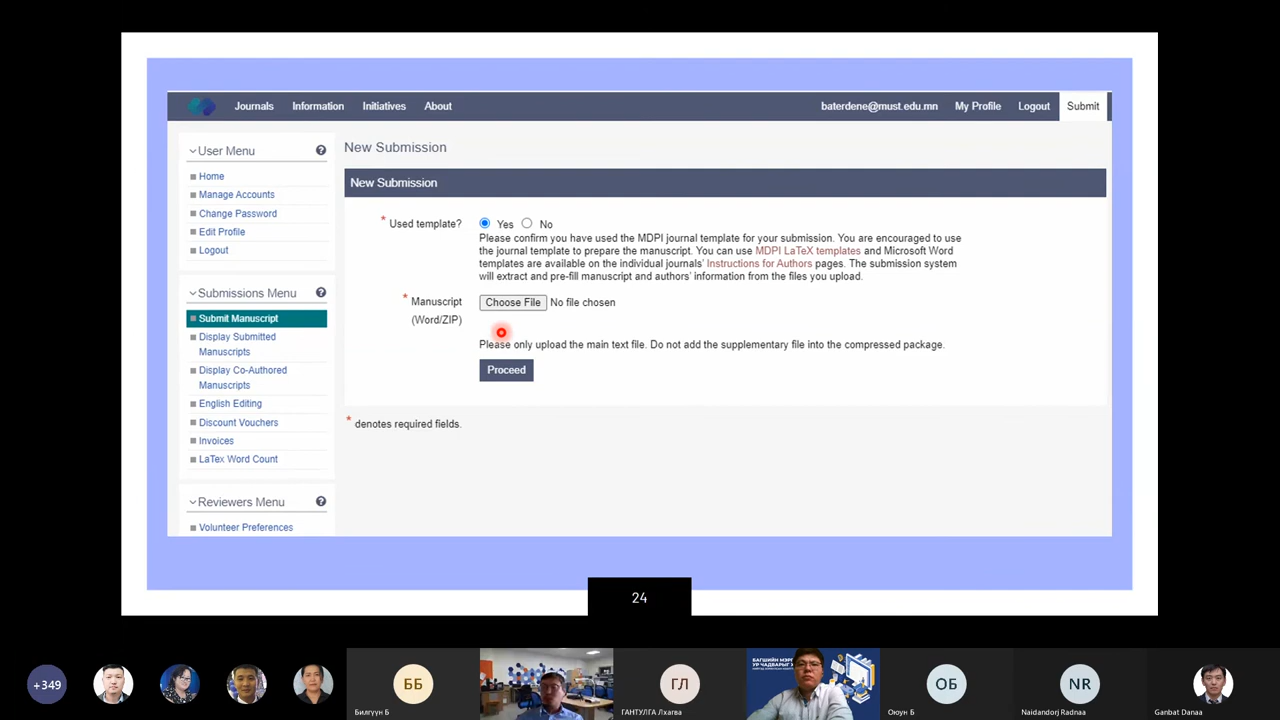 Journals Information Initiatives About baterdene@must.edu.mn My Profile Logout Submit
User Menu
Home
Manage Accounts
Change Password
Edit Profile
Logout
Submissions Menu
Submit Manuscript
Display Submitted
Manuscripts
Display Co-Authored
Manuscripts
English Editing
Discount Vouchers
Invoices
LaTex Word Count
Reviewers Menu
Volunteer Preferences
New Submission
New Submission
* Used template? Yes No
Please confirm you have used the MDPI journal template for your submission. You are encouraged to use
the journal template to prepare the manuscript. You can use MDPI LaTeX templates and Microsoft Word
templates are available on the individual journals' Instructions for Authors pages. The submission system
will extract and pre-fill manuscript and authors' information from the files you upload.
* Manuscript
(Word/ZIP)
Choose File No file chosen
Please only upload the main text file. Do not add the supplementary file into the compressed package.
Proceed
* denotes required fields.
24
+349
ББ
Билгүүн Б
ГЛ
ГАНТУЛГА Лхагва
ОБ
Оюун Б
NR
Naidandorj Radnaa
Ganbat Danaa